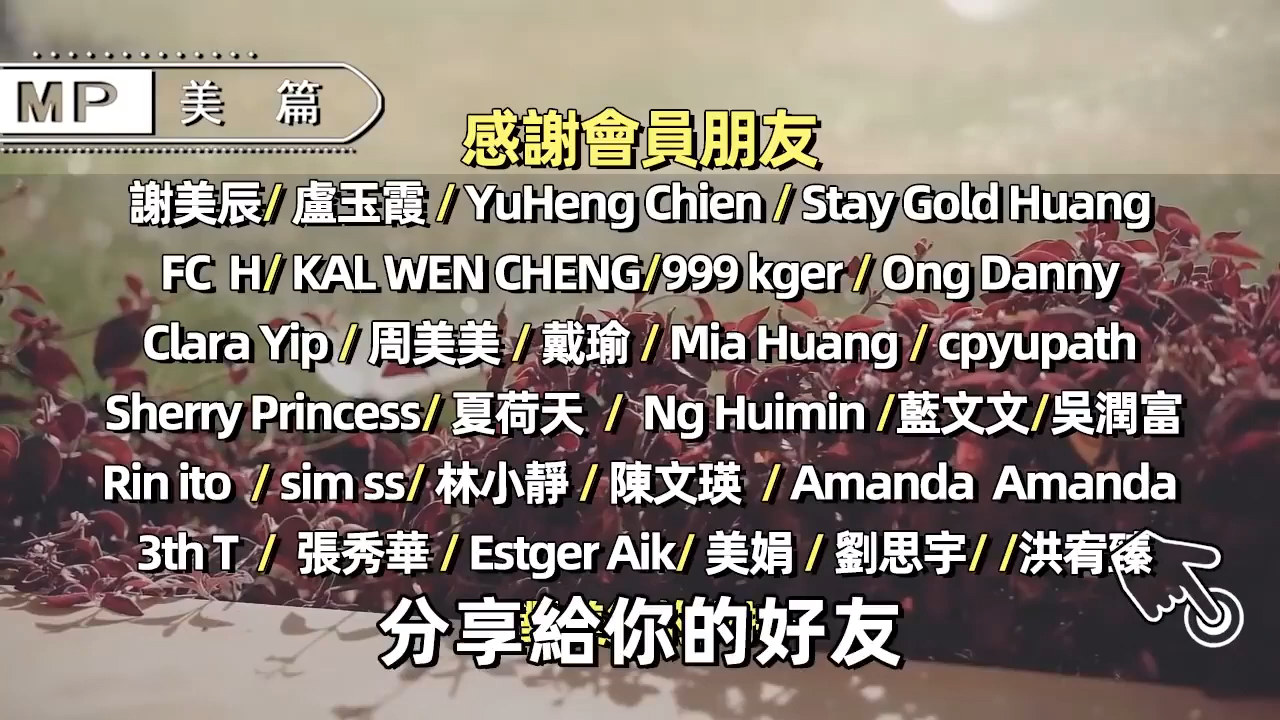 MP 美 篇
感謝會員朋友
謝美辰/ 盧玉霞 / YuHeng Chien / Stay Gold Huang
FC H/ KAL WEN CHENG/999 kger / Ong Danny
Clara Yip / 周美美 / 戴瑜 / Mia Huang / cpyupath
Sherry Princess/ 夏荷天 / Ng Huimin /藍文文/吳潤富
Rin ito / sim ss/ 林小靜 / 陳文瑛 / Amanda Amanda
3th T / 張秀華 / Estger Aik/ 美娟 / 劉思宇/ /洪宥臻
分享給你的好友